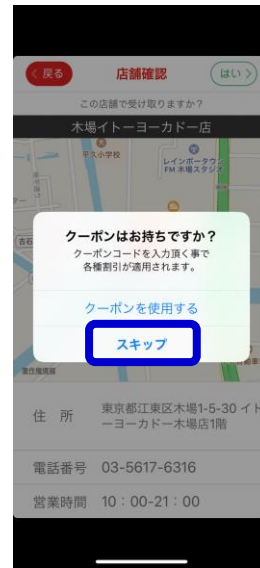 < 戻る 店舗確認 はい >
この店舗で受け取りますか？
木場イトーヨーカドー店
平久小学校
レインボータウン
FM 木場スタジオ
クーポンはお持ちですか？
クーポンコードを入力頂く事で
各種割引が適用されます。
クーポンを使用する
スキップ
住 所 東京都江東区木場1-5-30 イト
ーヨーカドー木場店1階
電話番号 03-5617-6316
営業時間 10：00-21：00